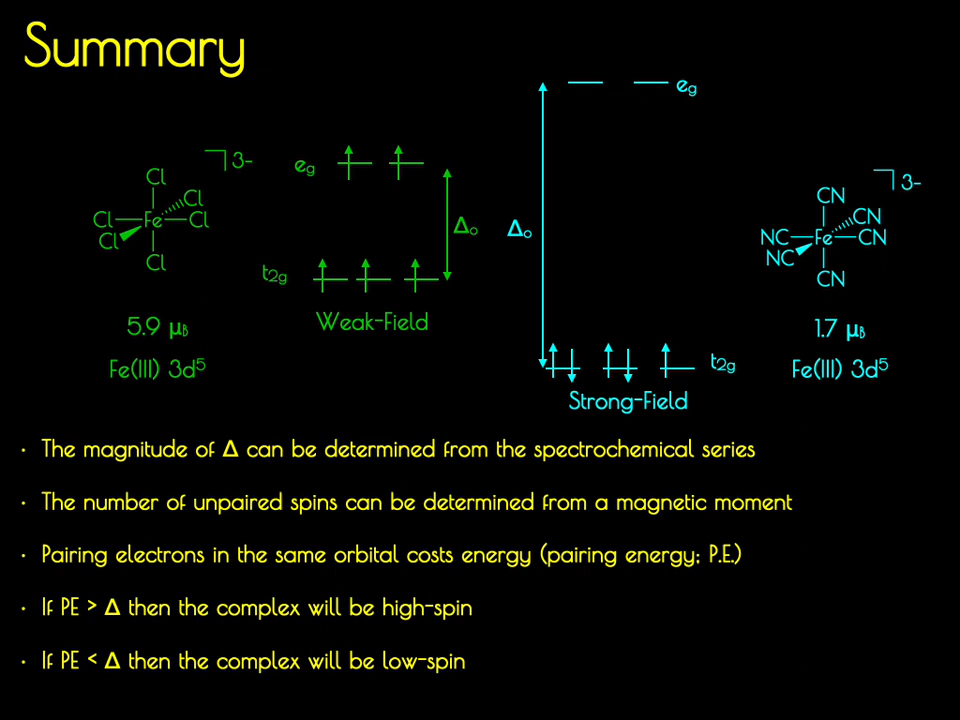 Summary
eg
3–
eg
3–
Cl
Cl
Cl Fe Cl
Cl
Cl
Δo
Δo
CN
CN
NC Fe CN
NC
CN
t2g
5.9 μB
Weak-Field
1.7 μB
Fe(III) 3d⁵
t2g
Fe(III) 3d⁵
Strong-Field
• The magnitude of Δ can be determined from the spectrochemical series
• The number of unpaired spins can be determined from a magnetic moment
• Pairing electrons in the same orbital costs energy (pairing energy; P.E.)
• If PE > Δ then the complex will be high-spin
• If PE < Δ then the complex will be low-spin